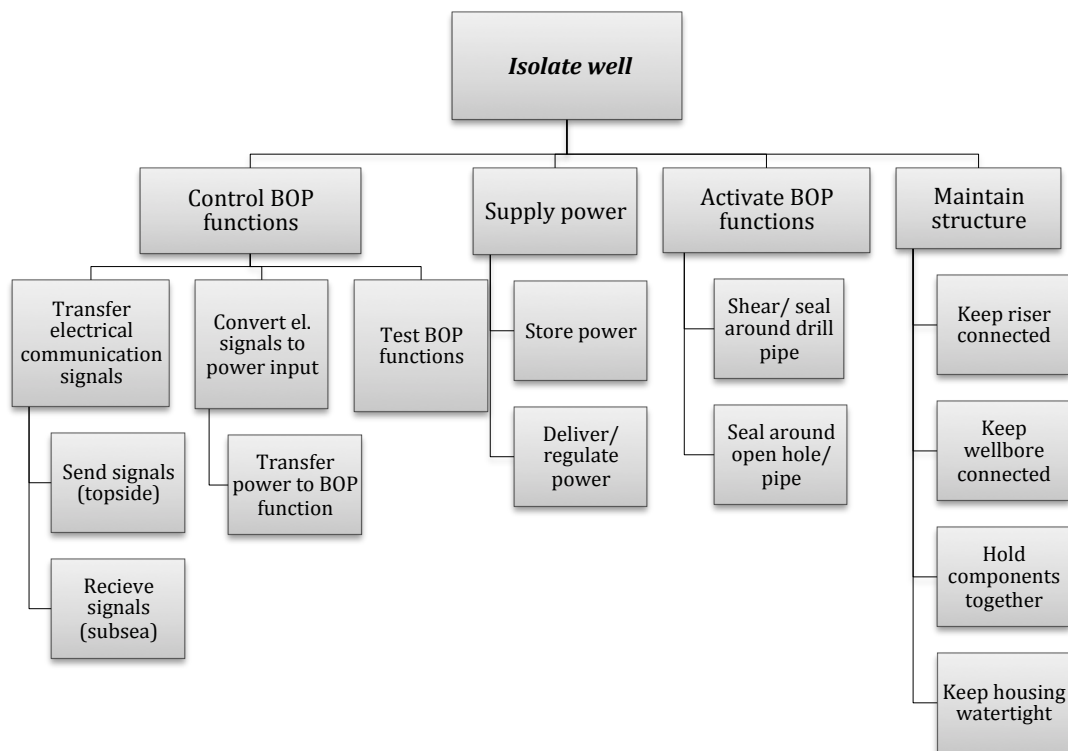 Isolate well
Control BOP
functions
Supply power
Activate BOP
functions
Maintain
structure
Transfer
electrical
communication
signals
Convert el.
signals to
power input
Test BOP
functions
Send signals
(topside)
Recieve
signals
(subsea)
Transfer
power to BOP
function
Store power
Deliver/
regulate
power
Shear/ seal
around drill
pipe
Seal around
open hole/
pipe
Keep riser
connected
Keep
wellbore
connected
Hold
components
together
Keep housing
watertight